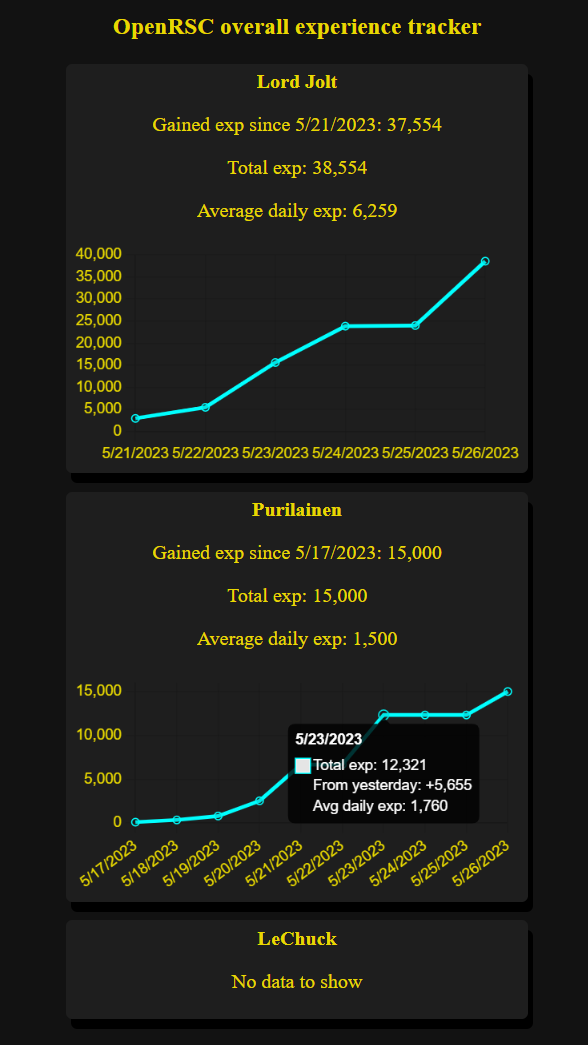 OpenRSC overall experience tracker
Lord Jolt
Gained exp since 5/21/2023: 37,554
Total exp: 38,554
Average daily exp: 6,259
40,000
35,000
30,000
25,000
20,000
15,000
10,000
5,000
0
5/21/2023 5/22/2023 5/23/2023 5/24/2023 5/25/2023 5/26/2023
Purilainen
Gained exp since 5/17/2023: 15,000
Total exp: 15,000
Average daily exp: 1,500
15,000
10,000
5,000
0
5/23/2023
Total exp: 12,321
From yesterday: +5,655
Avg daily exp: 1,760
5/17/2023 5/18/2023 5/19/2023 5/20/2023 5/21/2023 5/22/2023 5/23/2023 5/24/2023 5/25/2023 5/26/2023
LeChuck
No data to show